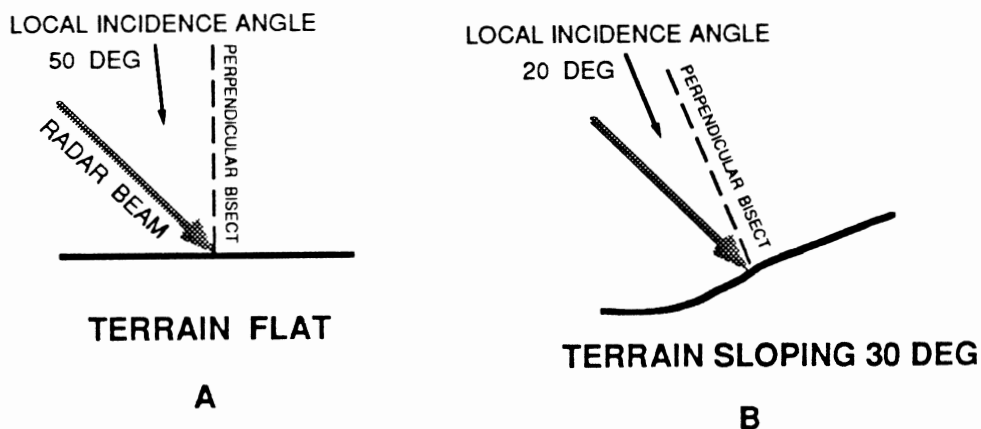 LOCAL INCIDENCE ANGLE
50 DEG
PERPENDICULAR BISECT
RADAR BEAM
TERRAIN FLAT
A
LOCAL INCIDENCE ANGLE
20 DEG
PERPENDICULAR BISECT
TERRAIN SLOPING 30 DEG
B